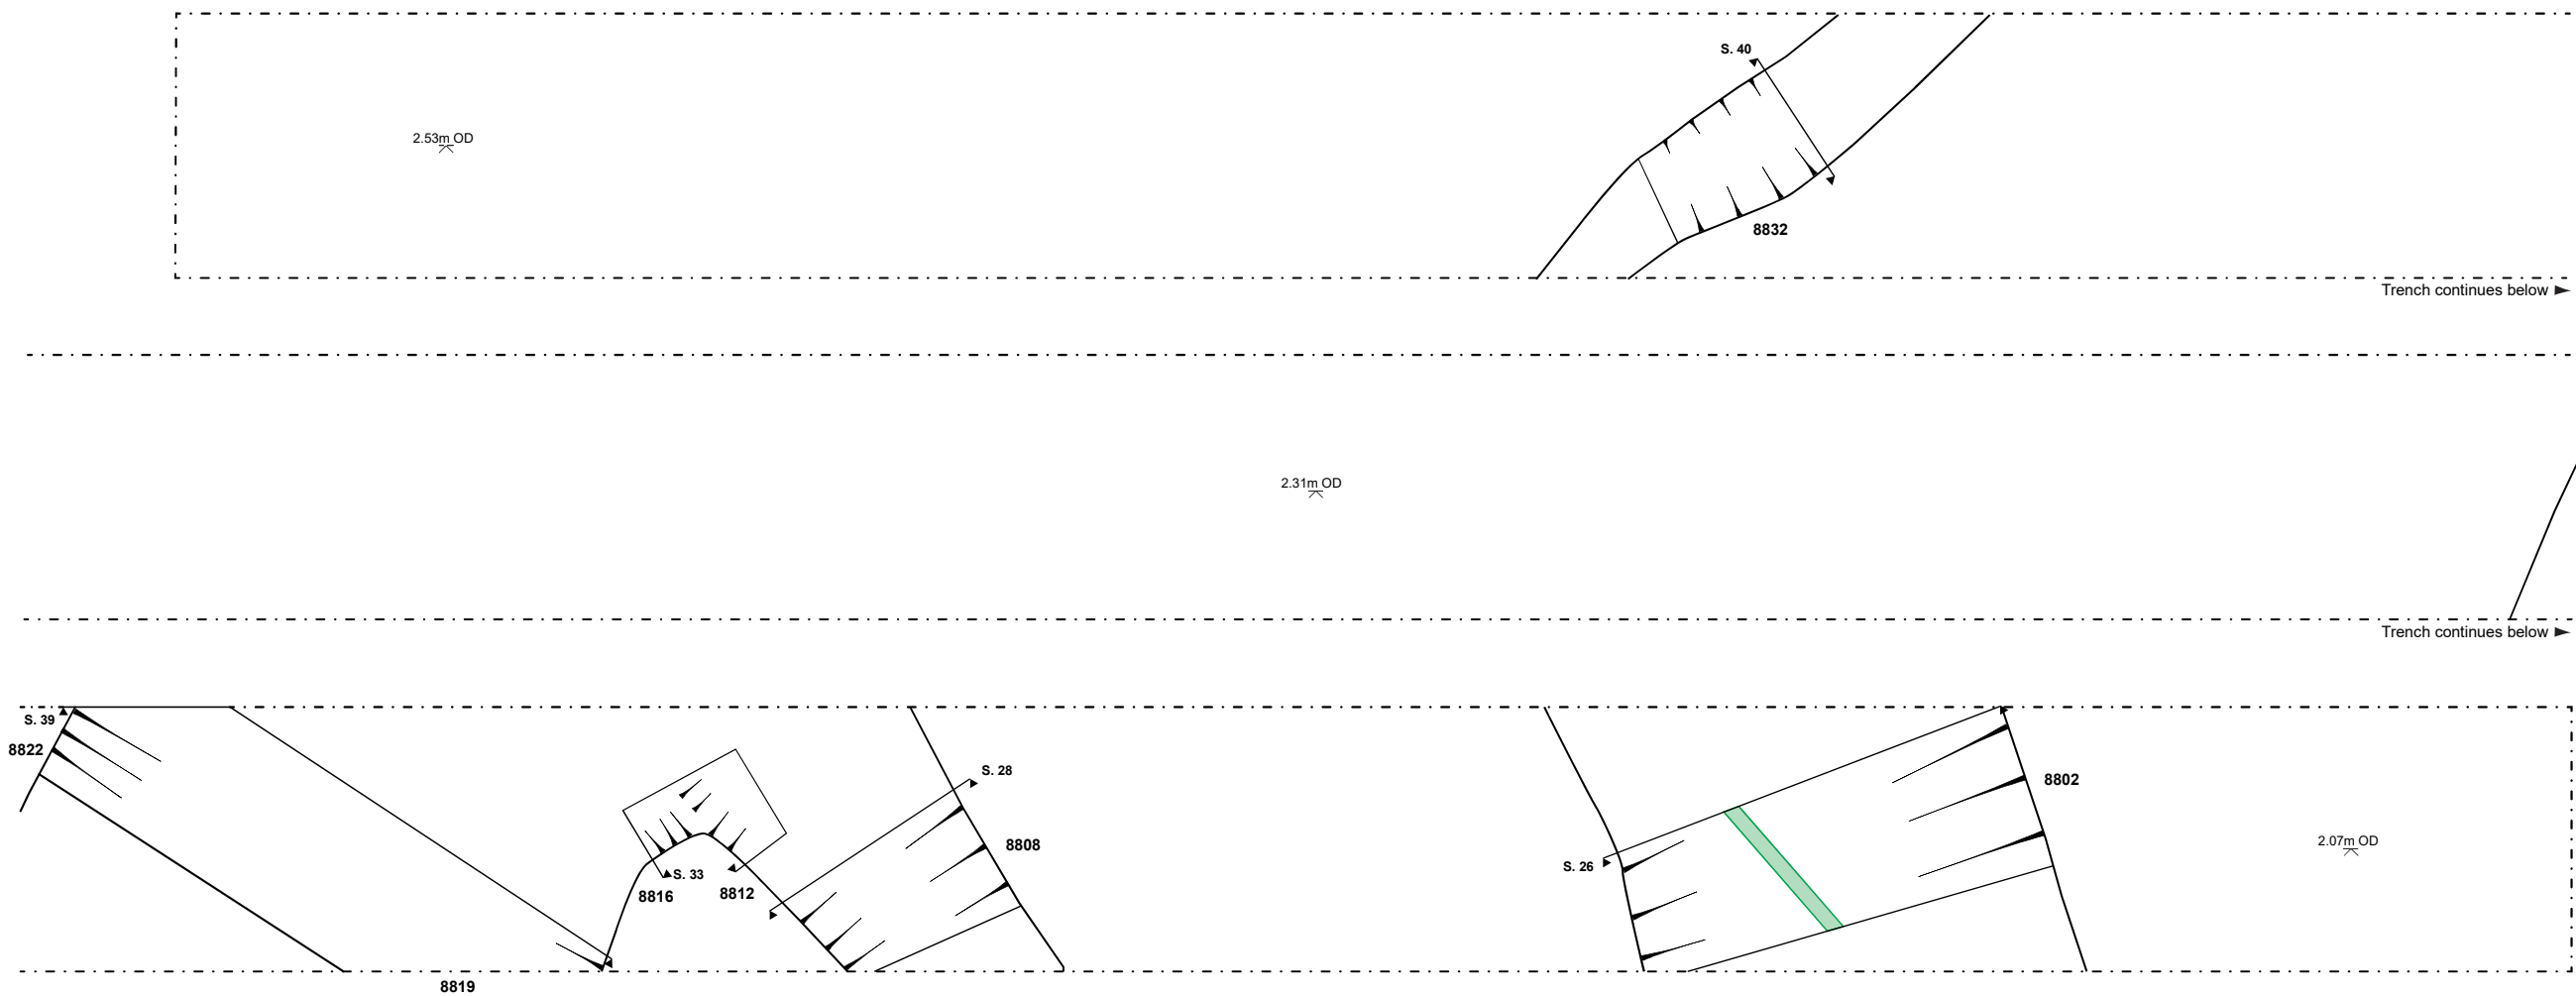 S. 40
2.53m OD
8832
Trench continues below
2.31m OD
Trench continues below
S. 39
8822
S. 28
8802
2.07m OD
8808
S. 26
S. 33
8816
8812
8819